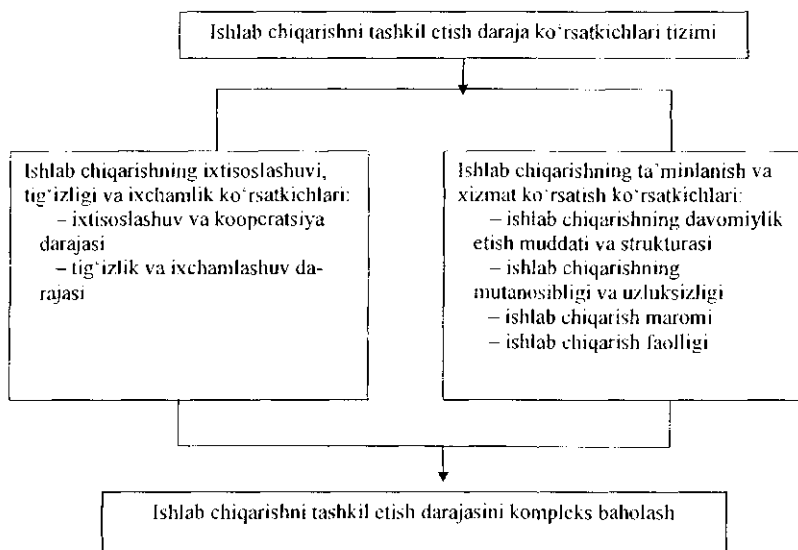 Ishlab chiqarishni tashkil etish daraja ko‘rsatkichlari tizimi
Ishlab chiqarishning ixtisoslashuvi,
tig‘izligi va ixchamlik ko‘rsatkichlari:
– ixtisoslashuv va kooperatsiya
darajasi
– tig‘izlik va ixchamlashuv da-
rajasi
Ishlab chiqarishning ta’minlanish va
xizmat ko‘rsatish ko‘rsatkichlari:
– ishlab chiqarishning davomiylik
etish muddati va strukturasi
– ishlab chiqarishning
mutanosibligi va uzluksizligi
– ishlab chiqarish maromi
– ishlab chiqarish faolligi
Ishlab chiqarishni tashkil etish darajasini kompleks baholash